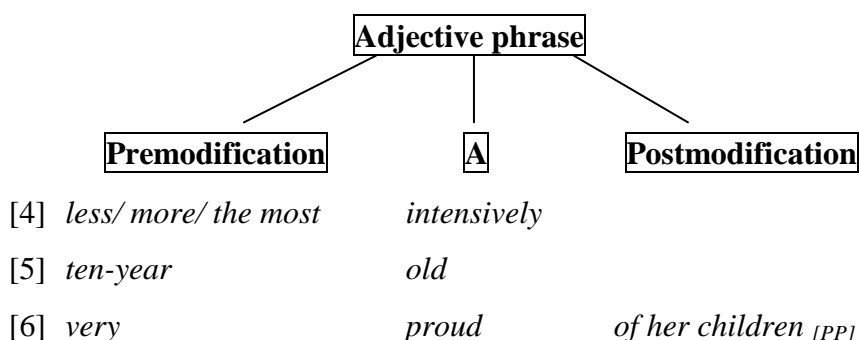 Adjective phrase
Premodification A Postmodification
[4] less/ more/ the most intensively
[5] ten-year old
[6] very proud of her children [PP]